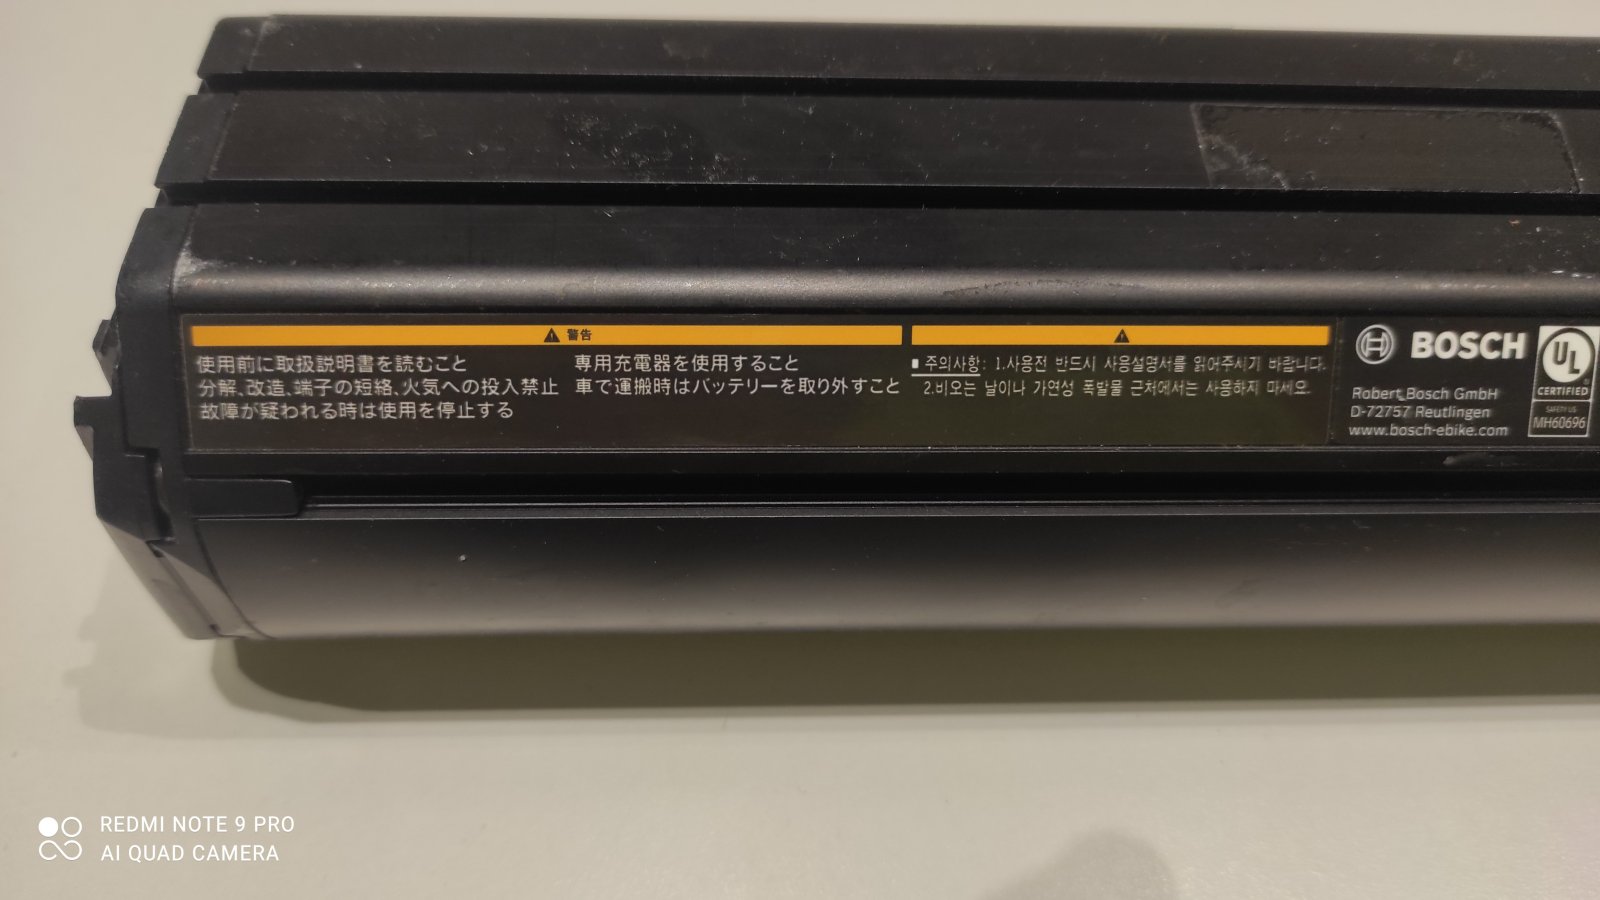 警告
使用前に取扱説明書を読むこと
分解、改造、端子の短絡、火気への投入禁止
故障が疑われる時は使用を停止する
専用充電器を使用すること
車で運搬時はバッテリーを取り外すこと
주의사항: 1.사용전 반드시 사용설명서를 읽어주시기 바랍니다.
2.비오는 날이나 가연성 폭발물 근처에서는 사용하지 마세요.
BOSCH
Robert Bosch GmbH
D-72757 Reutlingen
www.bosch-ebike.com
UL
CERTIFIED
SAFETY US
MH60696
REDMI NOTE 9 PRO
AI QUAD CAMERA